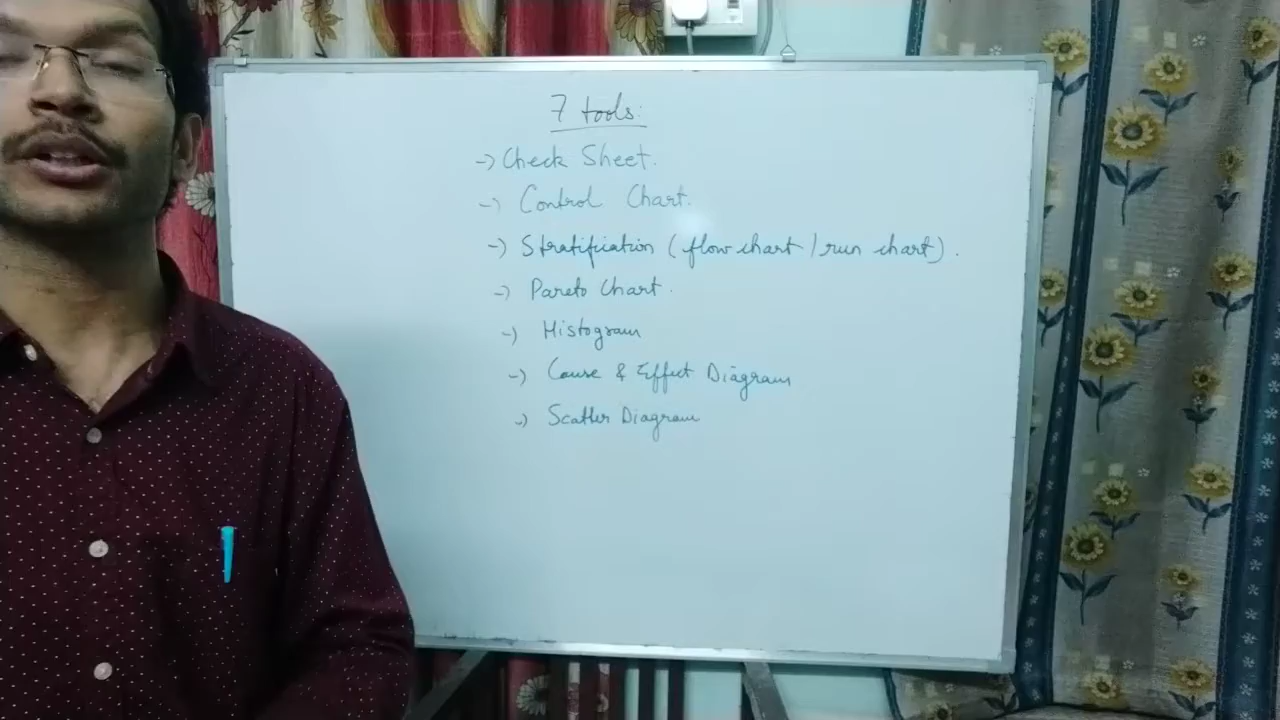 7 tools:
-> Check Sheet.
-> Control Chart.
-> Stratification (flow chart / run chart).
-> Pareto Chart.
-> Histogram
-> Cause & Effect Diagram
-> Scatter Diagram